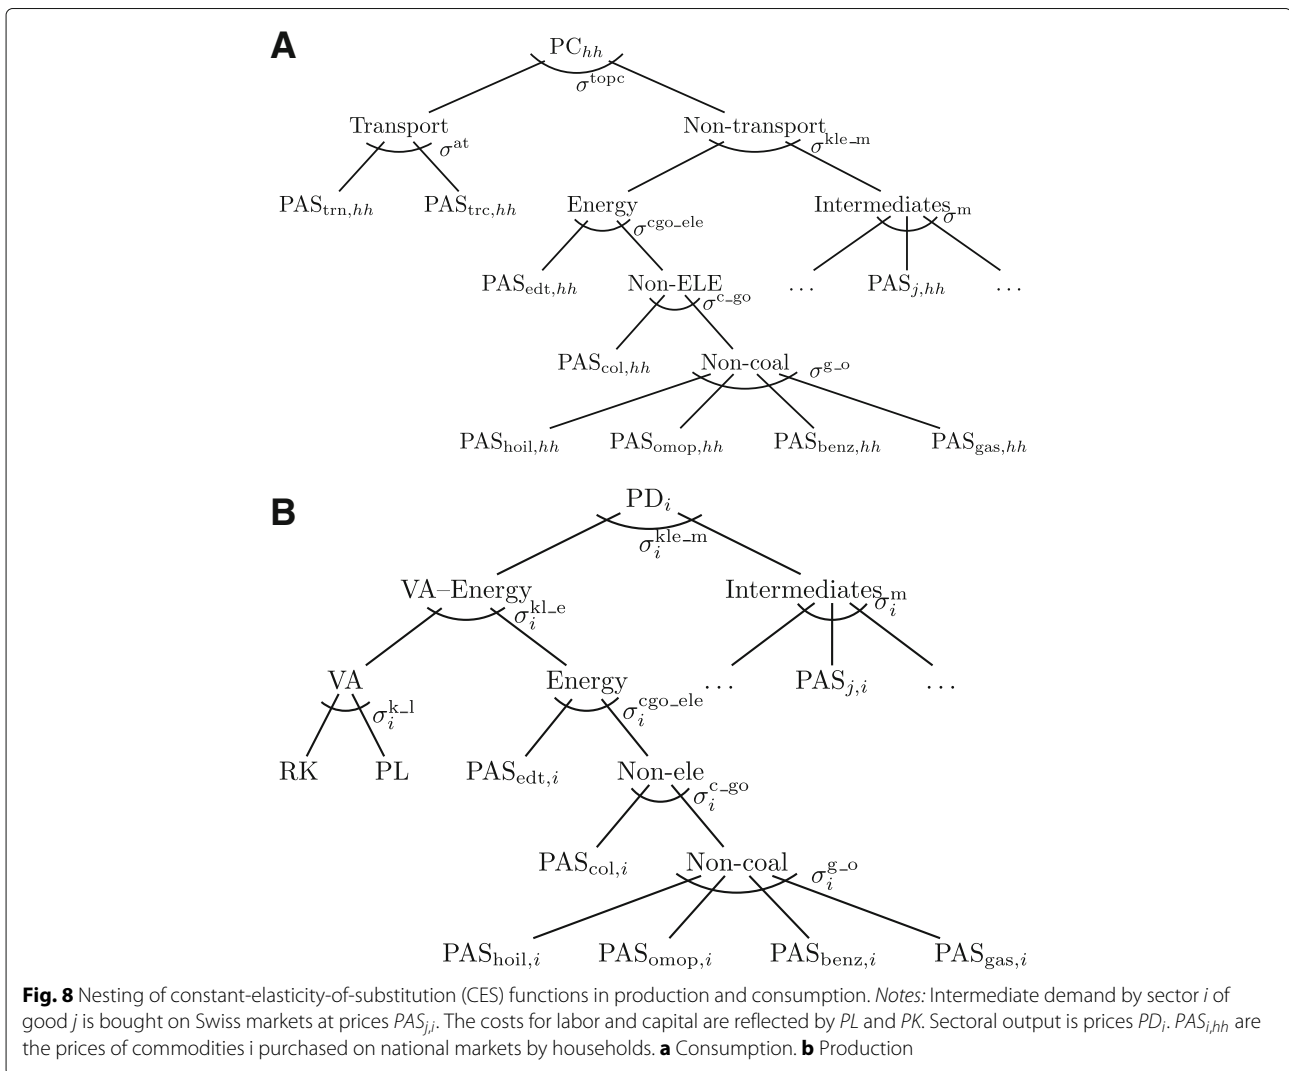 A
PC_hh
σ^topc
Transport Non-transport
σ^at σ^kle_m
PAS_trn,hh PAS_trc,hh Energy Intermediates
σ^cgo_ele σ^m
PAS_edt,hh Non-ELE ... PAS_j,hh ...
σ^c_go
PAS_col,hh Non-coal
σ^g_o
PAS_hoil,hh PAS_omop,hh PAS_benz,hh PAS_gas,hh
B
PD_i
σ_i^kle_m
VA–Energy Intermediates
σ_i^kl_e σ_i^m
VA Energy ... PAS_j,i ...
σ_i^k_l σ_i^cgo_ele
RK PL PAS_edt,i Non-ele
σ_i^c_go
PAS_col,i Non-coal
σ_i^g_o
PAS_hoil,i PAS_omop,i PAS_benz,i PAS_gas,i
Fig. 8 Nesting of constant-elasticity-of-substitution (CES) functions in production and consumption. Notes: Intermediate demand by sector i of
good j is bought on Swiss markets at prices PAS_j,i. The costs for labor and capital are reflected by PL and PK. Sectoral output is prices PD_i. PAS_i,hh are
the prices of commodities i purchased on national markets by households. a Consumption. b Production